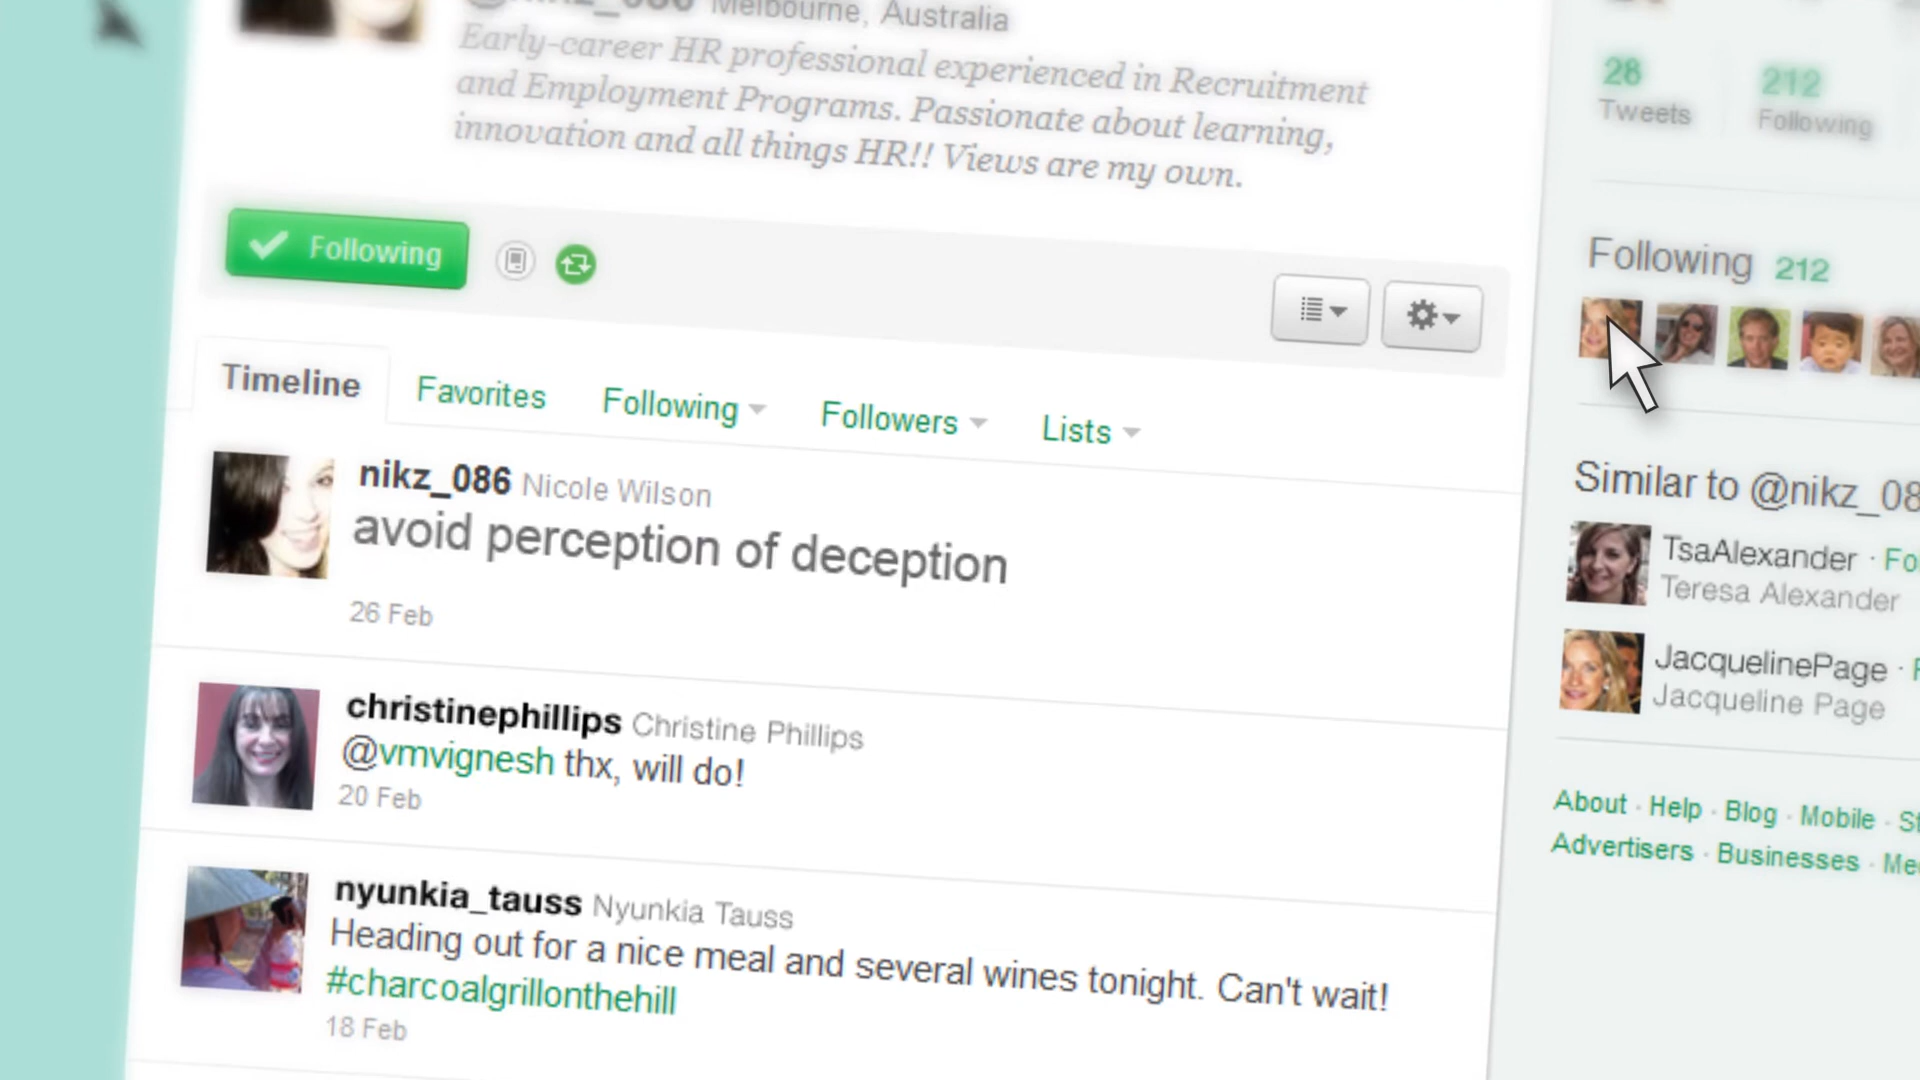 Melbourne, Australia
Early-career HR professional experienced in Recruitment
and Employment Programs. Passionate about learning,
innovation and all things HR!! Views are my own.
Following
Timeline
Favorites
Following
Followers
Lists
nikz_086 Nicole Wilson
avoid perception of deception
26 Feb
christinephillips Christine Phillips
@vmvignesh thx, will do!
20 Feb
nyunkia_tauss Nyunkia Tauss
Heading out for a nice meal and several wines tonight. Can't wait!
#charcoalgrillonthehill
18 Feb
28
Tweets
212
Following
Following 212
Similar to @nikz_08
TsaAlexander · Fo
Teresa Alexander
JacquelinePage ·
Jacqueline Page
About · Help · Blog · Mobile · St
Advertisers · Businesses · Me